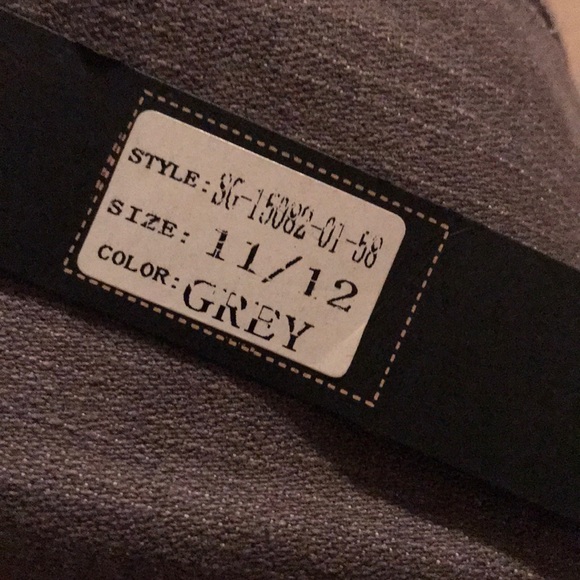 STYLE: SG-15082-01-58
SIZE: 11/12
COLOR: GREY